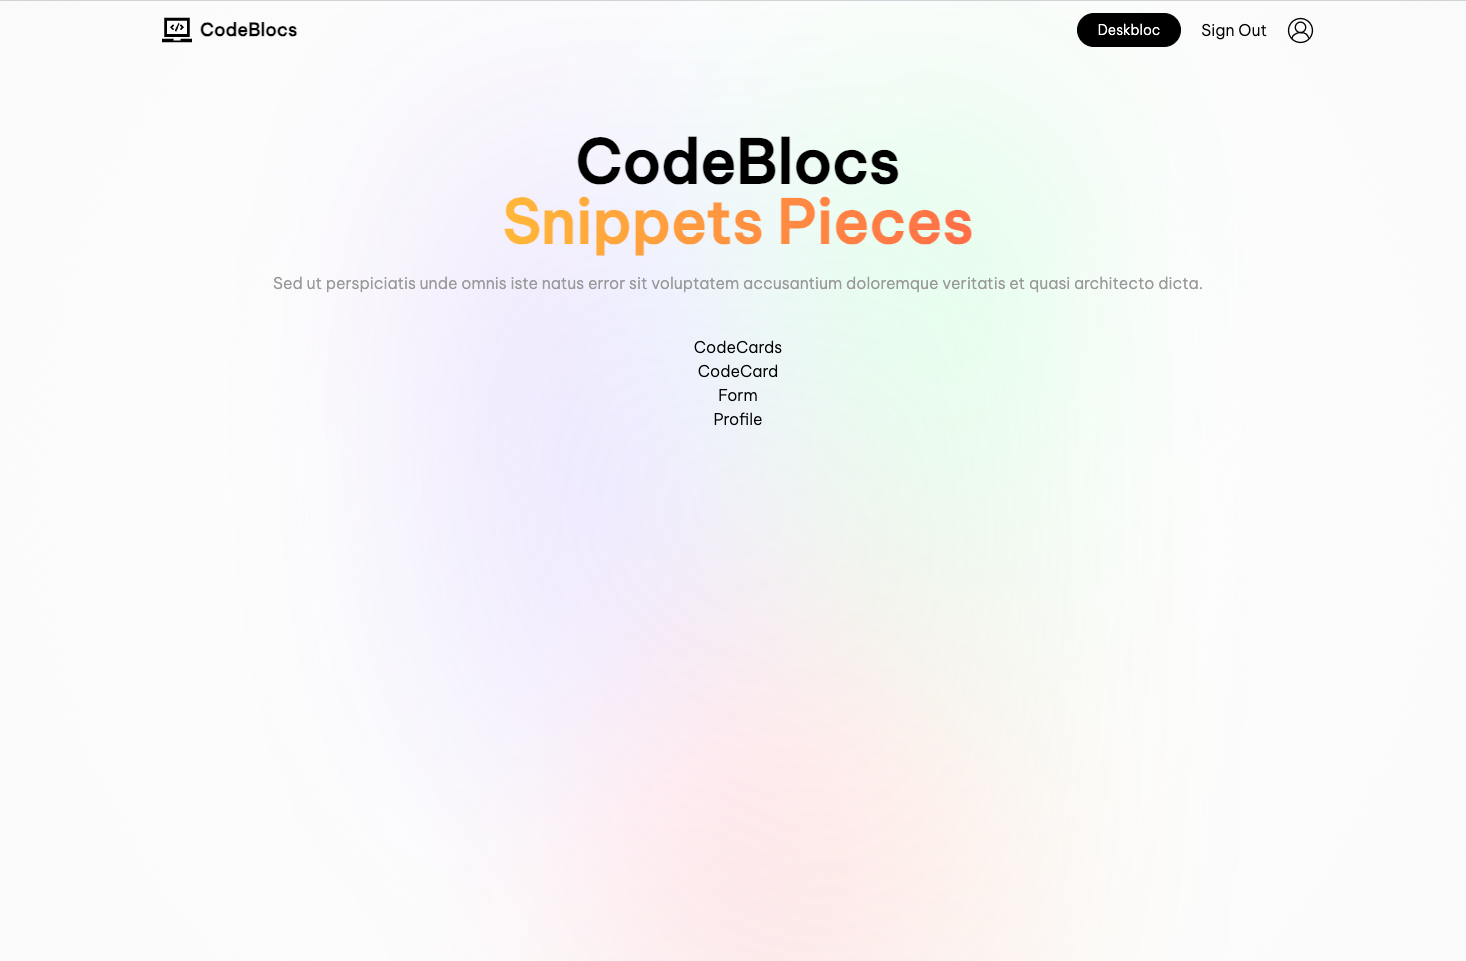 </> CodeBlocs
Deskbloc Sign Out
CodeBlocs
Snippets Pieces
Sed ut perspiciatis unde omnis iste natus error sit voluptatem accusantium doloremque veritatis et quasi architecto dicta.
CodeCards
CodeCard
Form
Profile